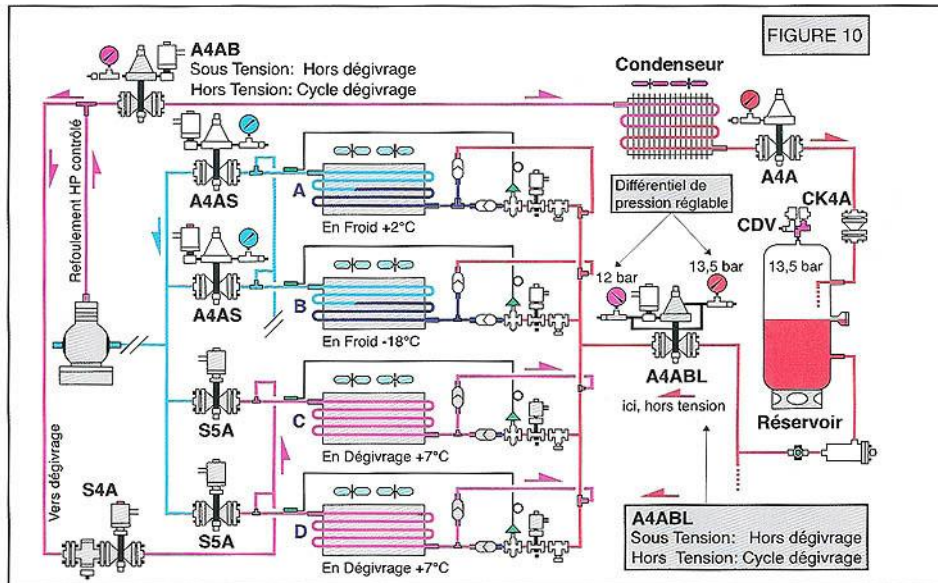 FIGURE 10
A4AB
Sous Tension: Hors dégivrage
Hors Tension: Cycle dégivrage
Condenseur
A4A
CK4A
CDV
13,5 bar
Réservoir
Refoulement HP contrôlé
A4AS
A
En Froid +2°C
A4AS
B
En Froid -18°C
Différentiel de
pression réglable
12 bar
13,5 bar
A4ABL
ici, hors tension
S5A
C
En Dégivrage +7°C
S5A
D
En Dégivrage +7°C
Vers dégivrage
S4A
A4ABL
Sous Tension: Hors dégivrage
Hors Tension: Cycle dégivrage